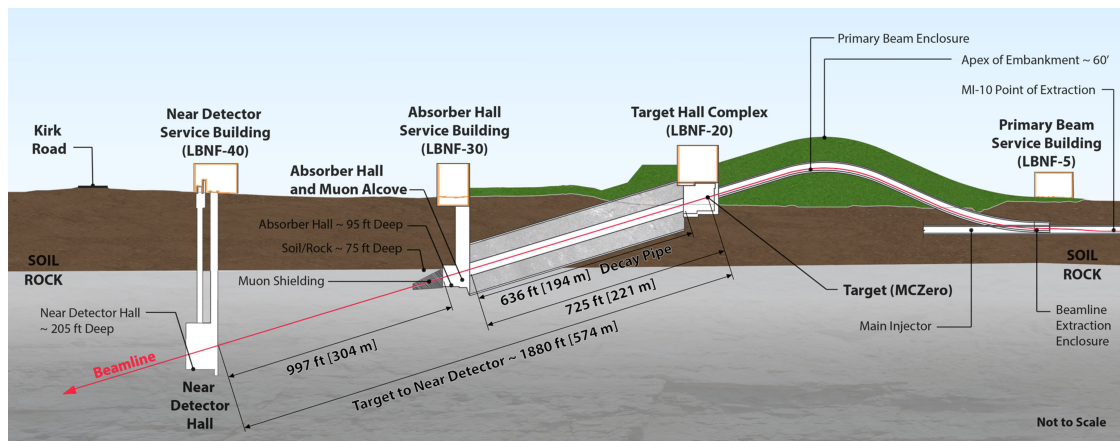 Primary Beam Enclosure
Apex of Embankment ~ 60'
MI-10 Point of Extraction
Kirk
Road
Near Detector
Service Building
(LBNF-40)
Absorber Hall
Service Building
(LBNF-30)
Target Hall Complex
(LBNF-20)
Primary Beam
Service Building
(LBNF-5)
Absorber Hall
and Muon Alcove
Absorber Hall ~ 95 ft Deep
Soil/Rock ~ 75 ft Deep
SOIL
ROCK
Muon Shielding
SOIL
ROCK
636 ft [194 m] Decay Pipe
725 ft [221 m]
Target (MCZero)
Near Detector Hall
~ 205 ft Deep
Main Injector
Beamline
Extraction
Enclosure
997 ft [304 m]
Target to Near Detector ~ 1880 ft [574 m]
Beamline
Near
Detector
Hall
Not to Scale